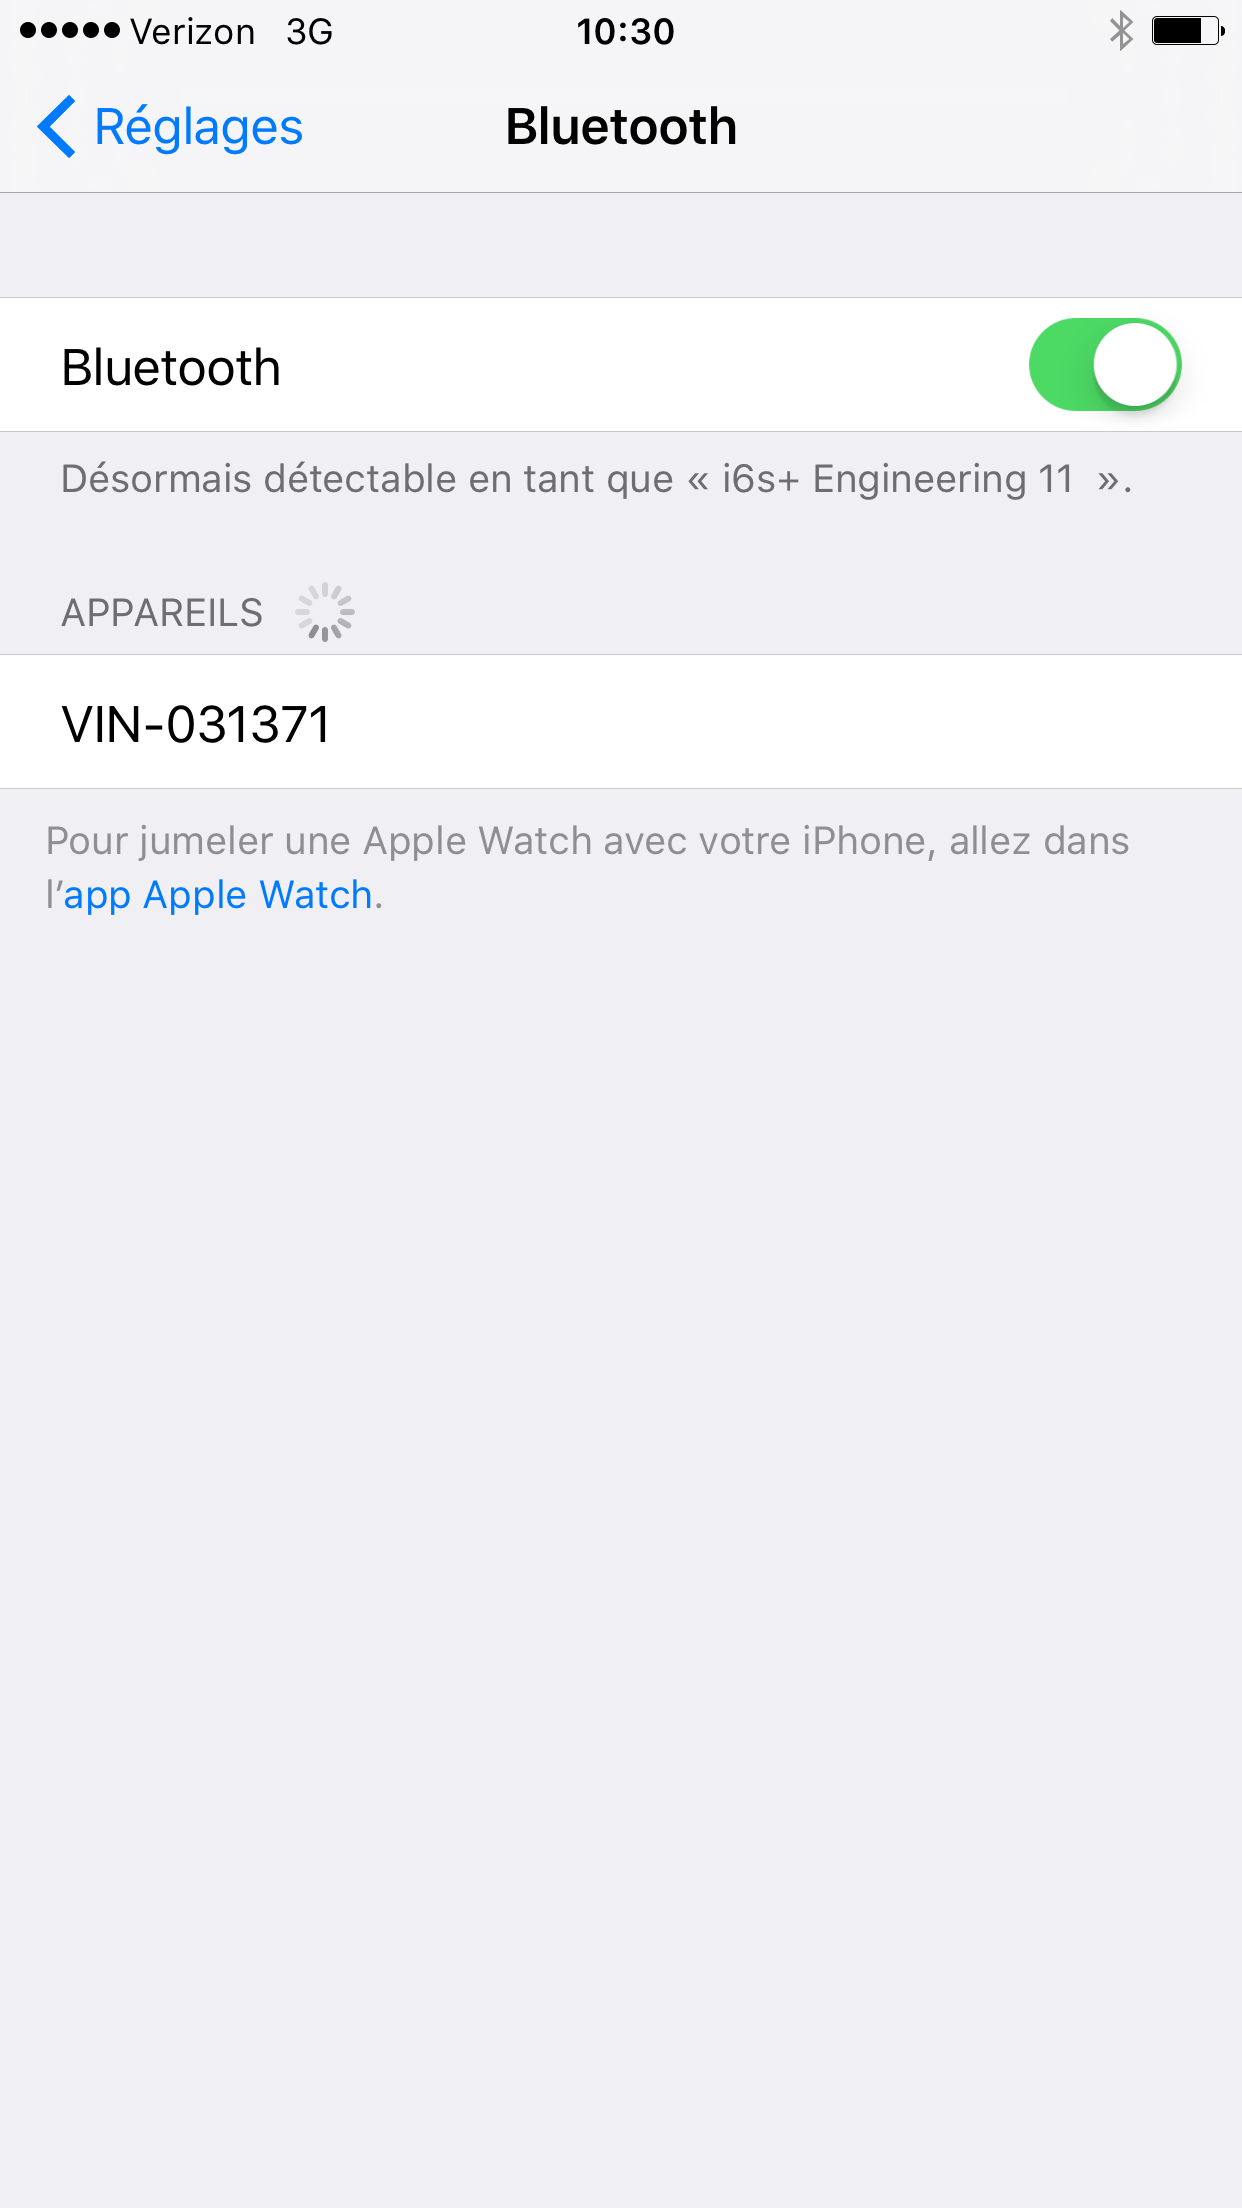 Verizon 3G 10:30
Réglages Bluetooth
Bluetooth
Désormais détectable en tant que « i6s+ Engineering 11  ».
APPAREILS
VIN-031371
Pour jumeler une Apple Watch avec votre iPhone, allez dans
l’app Apple Watch.